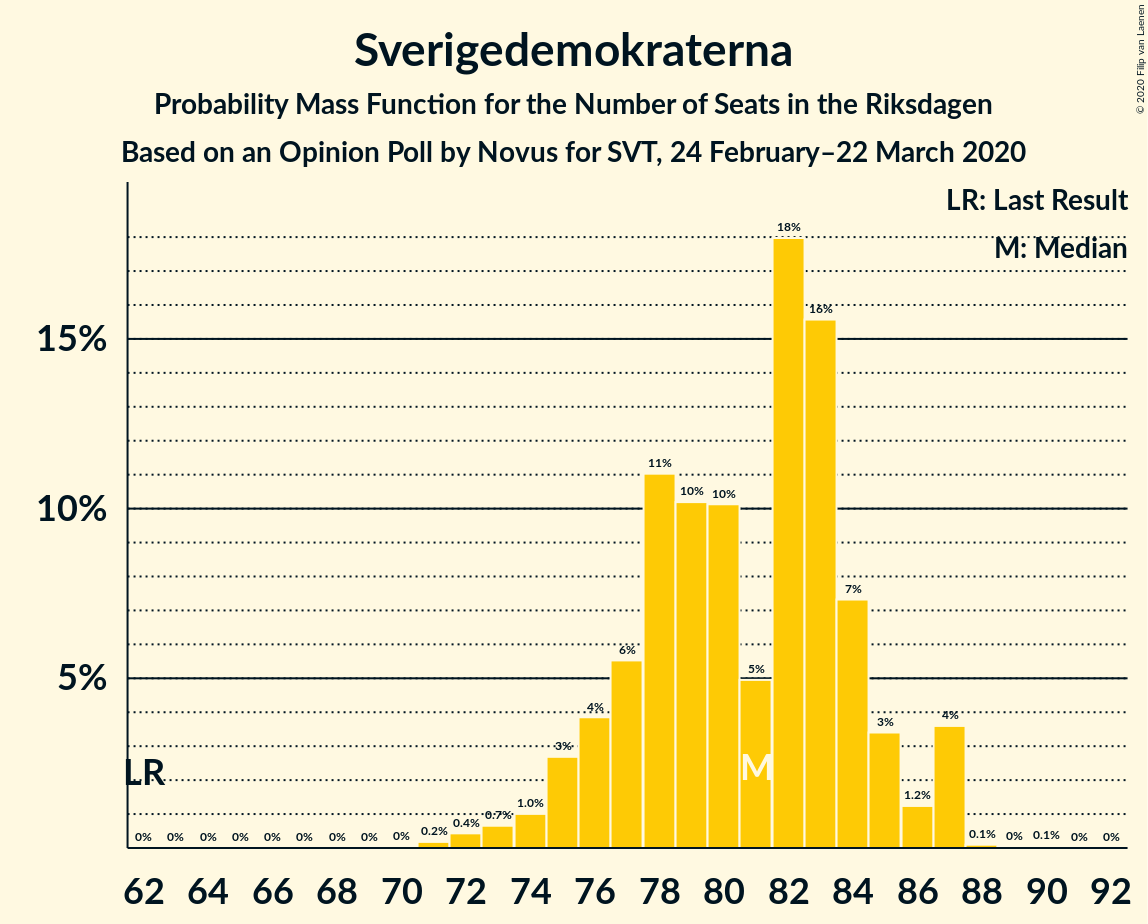 Sverigedemokraterna
Probability Mass Function for the Number of Seats in the Riksdagen
Based on an Opinion Poll by Novus for SVT, 24 February–22 March 2020
© 2020 Filip van Laenen
LR: Last Result
M: Median
15%
10%
5%
LR
M
0% 0% 0% 0% 0% 0% 0% 0% 0% 0.2% 0.4% 0.7% 1.0% 3% 4% 6% 11% 10% 10% 5% 18% 16% 7% 3% 1.2% 4% 0.1% 0% 0.1% 0% 0%
62 64 66 68 70 72 74 76 78 80 82 84 86 88 90 92